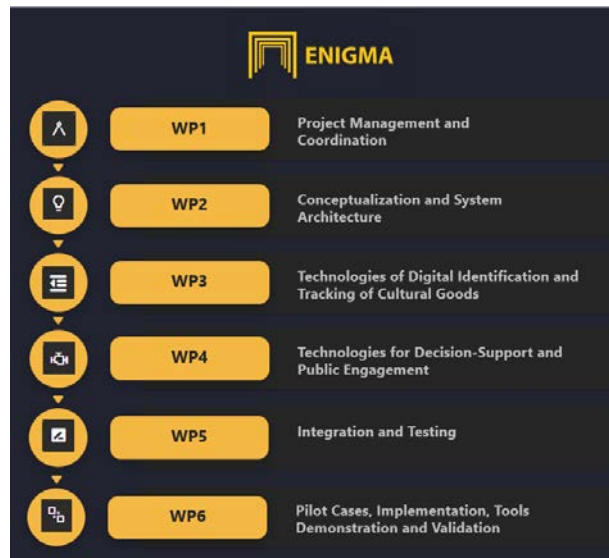 ENIGMA
WP1
Project Management and
Coordination
WP2
Conceptualization and System
Architecture
WP3
Technologies of Digital Identification and
Tracking of Cultural Goods
WP4
Technologies for Decision-Support and
Public Engagement
WP5
Integration and Testing
WP6
Pilot Cases, Implementation, Tools
Demonstration and Validation